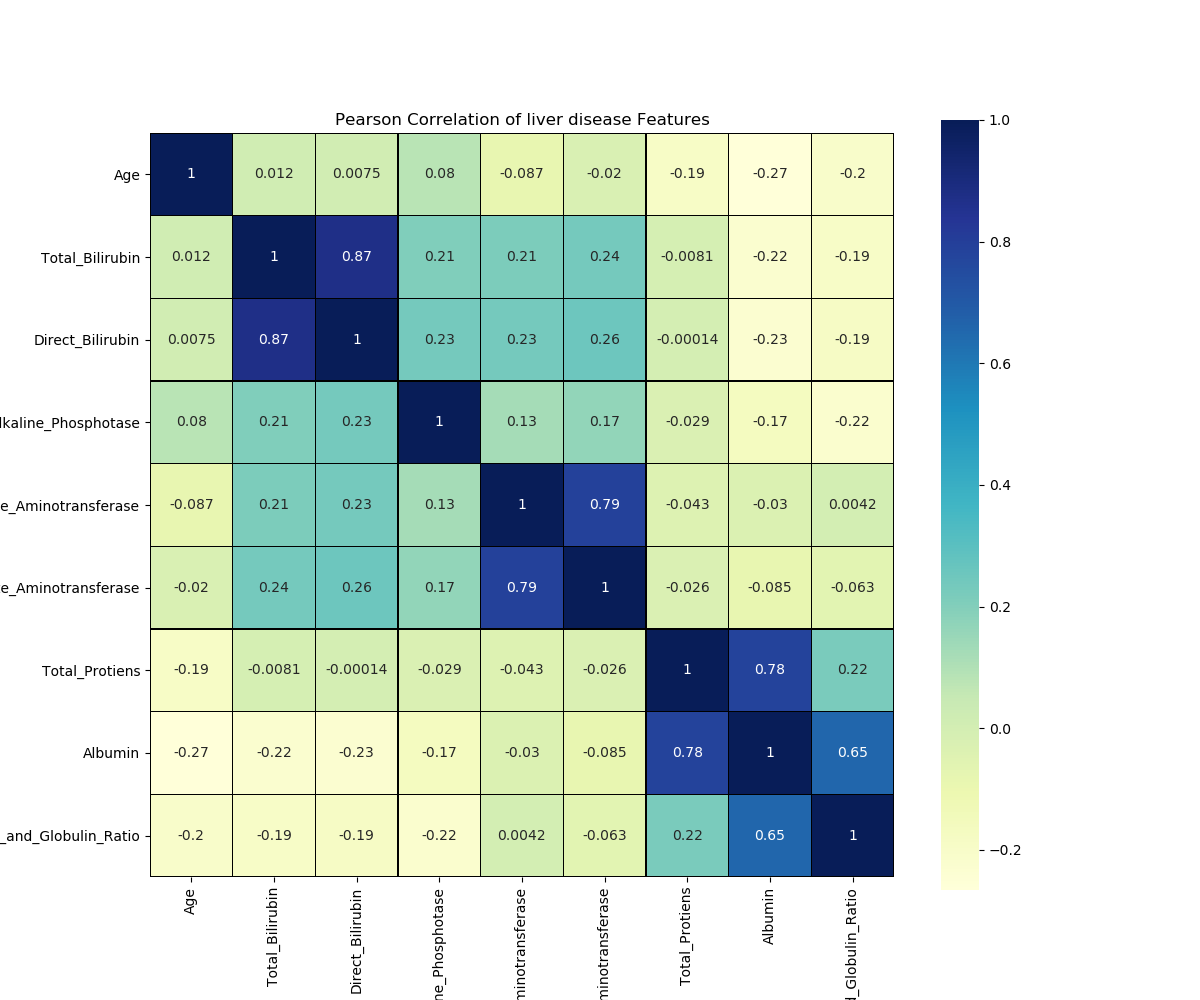 Pearson Correlation of liver disease Features
Age 1 0.012 0.0075 0.08 -0.087 -0.02 -0.19 -0.27 -0.2
Total_Bilirubin 0.012 1 0.87 0.21 0.21 0.24 -0.0081 -0.22 -0.19
Direct_Bilirubin 0.0075 0.87 1 0.23 0.23 0.26 -0.00014 -0.23 -0.19
lkaline_Phosphotase 0.08 0.21 0.23 1 0.13 0.17 -0.029 -0.17 -0.22
e_Aminotransferase -0.087 0.21 0.23 0.13 1 0.79 -0.043 -0.03 0.0042
e_Aminotransferase -0.02 0.24 0.26 0.17 0.79 1 -0.026 -0.085 -0.063
Total_Protiens -0.19 -0.0081 -0.00014 -0.029 -0.043 -0.026 1 0.78 0.22
Albumin -0.27 -0.22 -0.23 -0.17 -0.03 -0.085 0.78 1 0.65
_and_Globulin_Ratio -0.2 -0.19 -0.19 -0.22 0.0042 -0.063 0.22 0.65 1
Age
Total_Bilirubin
Direct_Bilirubin
ne_Phosphotase
minotransferase
minotransferase
Total_Protiens
Albumin
d_Globulin_Ratio
1.0
0.8
0.6
0.4
0.2
0.0
−0.2